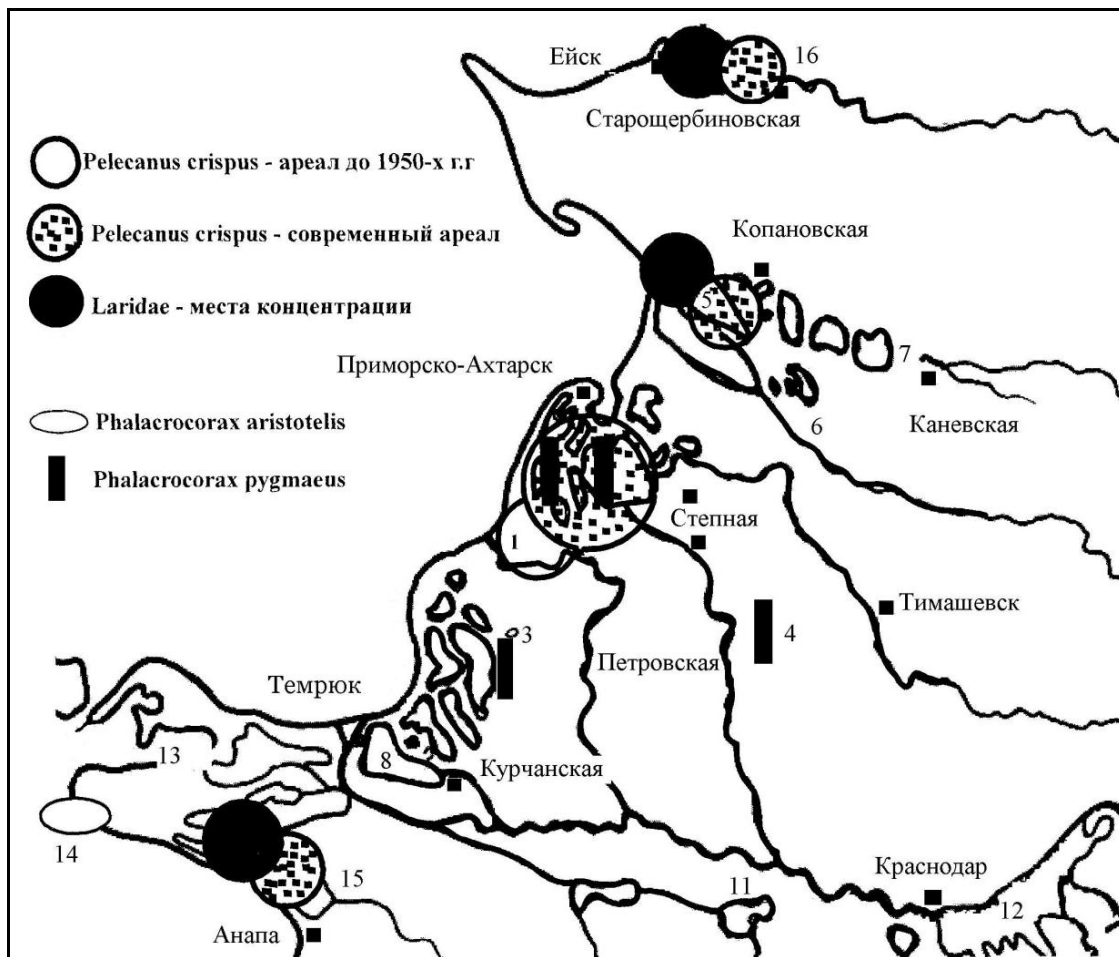 Ейск
16
Старощербиновская
Pelecanus crispus - ареал до 1950-х г.г
Pelecanus crispus - современный ареал
Laridae - места концентрации
Копановская
5
7
Приморско-Ахтарск
Каневская
6
Phalacrocorax aristotelis
Phalacrocorax pygmaeus
Степная
1
Тимашевск
3
4
Петровская
Темрюк
13
8
Курчанская
14
15
11
Краснодар
12
Анапа